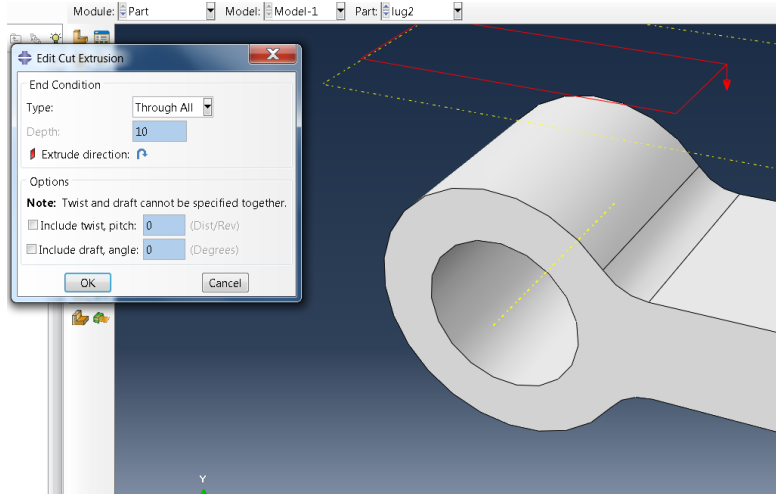 Module: Part Model: Model-1 Part: lug2
Edit Cut Extrusion
End Condition
Type: Through All
Depth: 10
Extrude direction:
Options
Note: Twist and draft cannot be specified together.
Include twist, pitch: 0 (Dist/Rev)
Include draft, angle: 0 (Degrees)
OK Cancel
Y